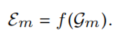 ℰₘ = f(𝒢ₘ).